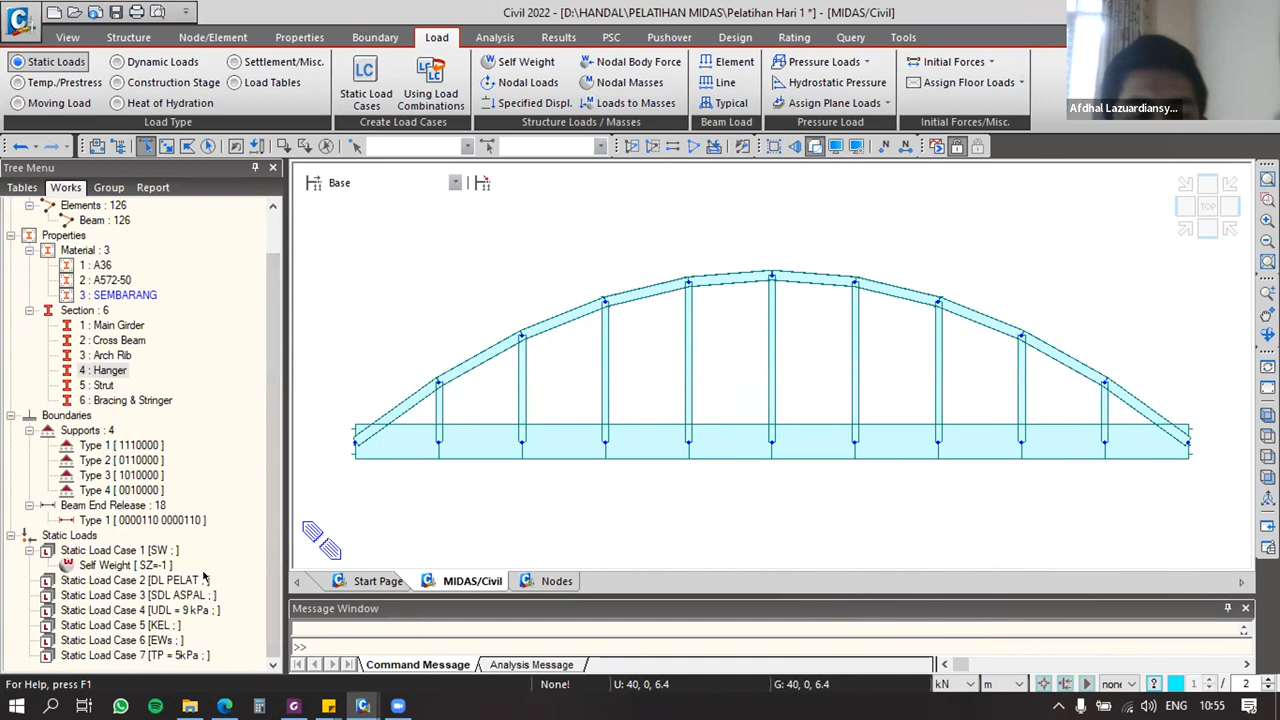 Civil 2022 - [D:\HANDAL\PELATIHAN MIDAS\Pelatihan Hari 1 *] - [MIDAS/Civil]
View Structure Node/Element Properties Boundary Load Analysis Results PSC Pushover Design Rating Query Tools
Static Loads Dynamic Loads Settlement/Misc.
Temp./Prestress Construction Stage Load Tables
Moving Load Heat of Hydration
Load Type
LC
Static Load Cases
LC
Using Load Combinations
Create Load Cases
Self Weight Nodal Body Force
Nodal Loads Nodal Masses
Specified Displ. Loads to Masses
Structure Loads / Masses
Element
Line
Typical
Beam Load
Pressure Loads
Hydrostatic Pressure
Assign Plane Loads
Pressure Load
Initial Forces
Assign Floor Loads
Initial Forces/Misc.
Afdhal Lazuardiansy...
Tree Menu
Tables Works Group Report
Elements : 126
Beam : 126
Properties
Material : 3
1 : A36
2 : A572-50
3 : SEMBARANG
Section : 6
1 : Main Girder
2 : Cross Beam
3 : Arch Rib
4 : Hanger
5 : Strut
6 : Bracing & Stringer
Boundaries
Supports : 4
Type 1 [ 1110000 ]
Type 2 [ 0110000 ]
Type 3 [ 1010000 ]
Type 4 [ 0010000 ]
Beam End Release : 18
Type 1 [ 0000110 0000110 ]
Static Loads
Static Load Case 1 [SW ; ]
Self Weight [ SZ=-1 ]
Static Load Case 2 [DL PELAT ; ]
Static Load Case 3 [SDL ASPAL ; ]
Static Load Case 4 [UDL = 9 kPa ; ]
Static Load Case 5 [KEL ; ]
Static Load Case 6 [EWs ; ]
Static Load Case 7 [TP = 5kPa ; ]
Base
TOP
Start Page MIDAS/Civil Nodes
Message Window
>>
Command Message Analysis Message
For Help, press F1 None! U: 40, 0, 6.4 G: 40, 0, 6.4 kN m none 1 / 2
ENG 10:55